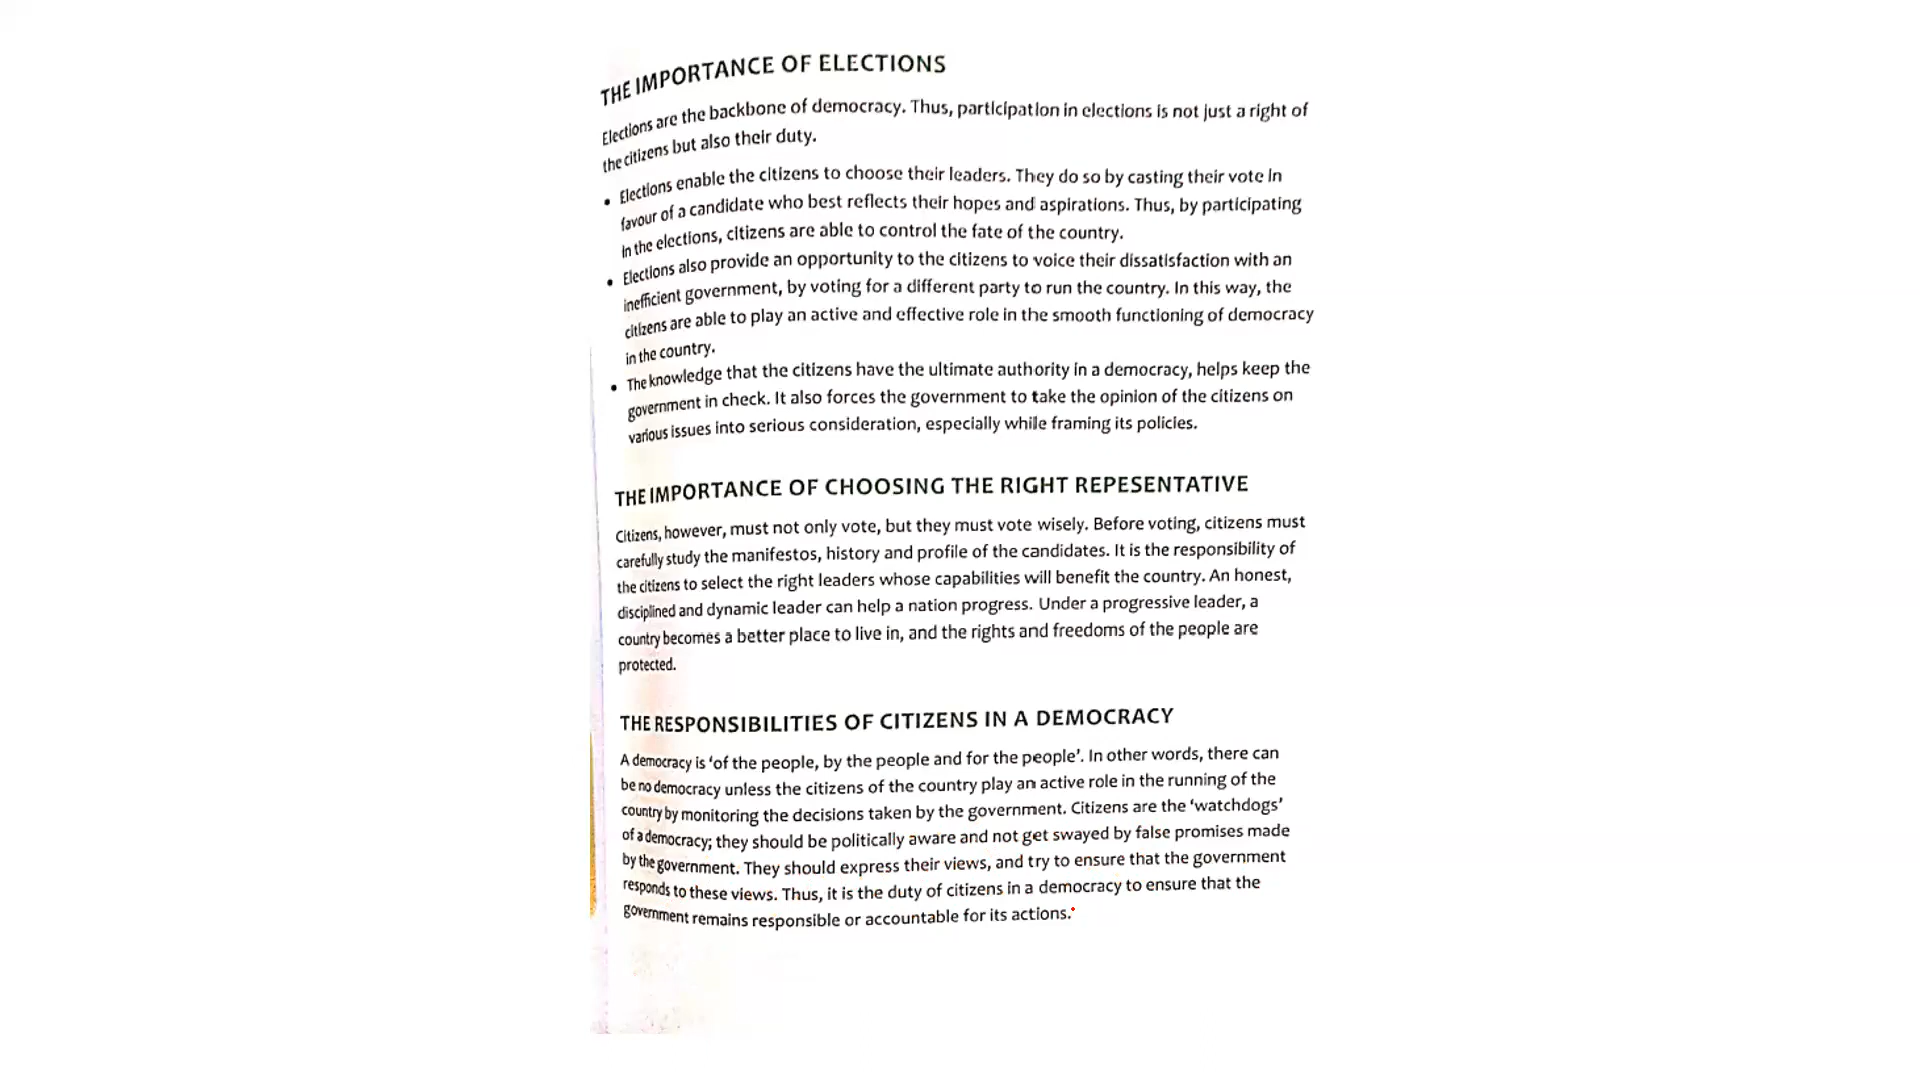 THE IMPORTANCE OF ELECTIONS
Elections are the backbone of democracy. Thus, participation in elections is not just a right of
the citizens but also their duty.
• Elections enable the citizens to choose their leaders. They do so by casting their vote in
favour of a candidate who best reflects their hopes and aspirations. Thus, by participating
in the elections, citizens are able to control the fate of the country.
• Elections also provide an opportunity to the citizens to voice their dissatisfaction with an
inefficient government, by voting for a different party to run the country. In this way, the
citizens are able to play an active and effective role in the smooth functioning of democracy
in the country.
• The knowledge that the citizens have the ultimate authority in a democracy, helps keep the
government in check. It also forces the government to take the opinion of the citizens on
various issues into serious consideration, especially while framing its policies.
THE IMPORTANCE OF CHOOSING THE RIGHT REPESENTATIVE
Citizens, however, must not only vote, but they must vote wisely. Before voting, citizens must
carefully study the manifestos, history and profile of the candidates. It is the responsibility of
the citizens to select the right leaders whose capabilities will benefit the country. An honest,
disciplined and dynamic leader can help a nation progress. Under a progressive leader, a
country becomes a better place to live in, and the rights and freedoms of the people are
protected.
THE RESPONSIBILITIES OF CITIZENS IN A DEMOCRACY
A democracy is ‘of the people, by the people and for the people’. In other words, there can
be no democracy unless the citizens of the country play an active role in the running of the
country by monitoring the decisions taken by the government. Citizens are the ‘watchdogs’
of a democracy; they should be politically aware and not get swayed by false promises made
by the government. They should express their views, and try to ensure that the government
responds to these views. Thus, it is the duty of citizens in a democracy to ensure that the
government remains responsible or accountable for its actions.